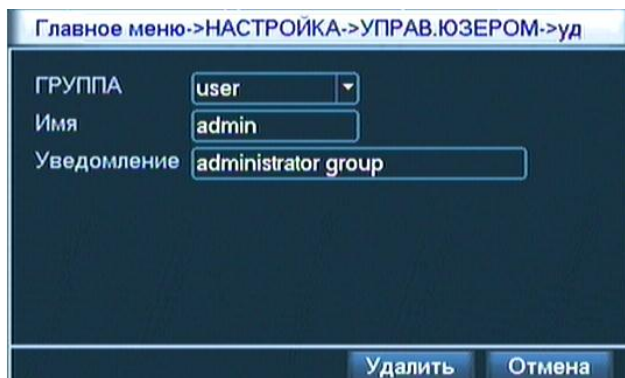 Главное меню->НАСТРОЙКА->УПРАВ.ЮЗЕРОМ->уд
ГРУППА user
Имя admin
Уведомление administrator group
Удалить Отмена